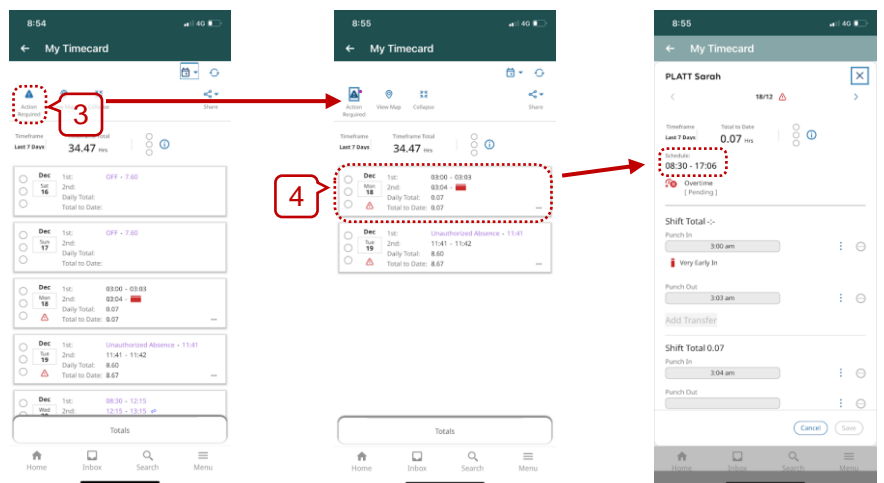 8:54
4G
My Timecard
Action
Required
Share
3
Timeframe
Last 7 Days
34.47 Hrs
Dec
Sat
16
1st: OFF • 7.60
2nd:
Daily Total:
Total to Date:
Dec
Sun
17
1st: OFF • 7.60
2nd:
Daily Total:
Total to Date:
Dec
Mon
18
1st: 03:00 - 03:03
2nd: 03:04 -
Daily Total: 0.07
Total to Date: 0.07
Dec
Tue
19
1st: Unauthorized Absence • 11:41
2nd: 11:41 - 11:42
Daily Total: 8.60
Total to Date: 8.67
Dec
Wed
1st: 08:30 - 12:15
2nd: 12:15 - 13:15
Totals
Home
Inbox
Search
Menu
8:55
4G
My Timecard
Action
Required
View Map
Collapse
Share
Timeframe
Last 7 Days
Timeframe Total
34.47 Hrs
4
Dec
Mon
18
1st: 03:00 - 03:03
2nd: 03:04 -
Daily Total: 0.07
Total to Date: 0.07
Dec
Tue
19
1st: Unauthorized Absence • 11:41
2nd: 11:41 - 11:42
Daily Total: 8.60
Total to Date: 8.67
Totals
Home
Inbox
Search
Menu
8:55
4G
My Timecard
PLATT Sarah
18/12
Timeframe
Last 7 Days
Total to Date
0.07 Hrs
Schedule:
08:30 - 17:06
Overtime
[ Pending ]
Shift Total -:-
Punch In
3:00 am
Very Early In
Punch Out
3:03 am
Add Transfer
Shift Total 0.07
Punch In
3:04 am
Punch Out
Cancel
Save
Home
Inbox
Search
Menu